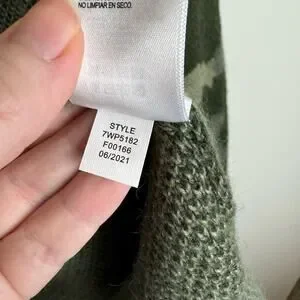 NO LIMPIAR EN SECO.
STYLE
7WP5182
F00166
06/2021